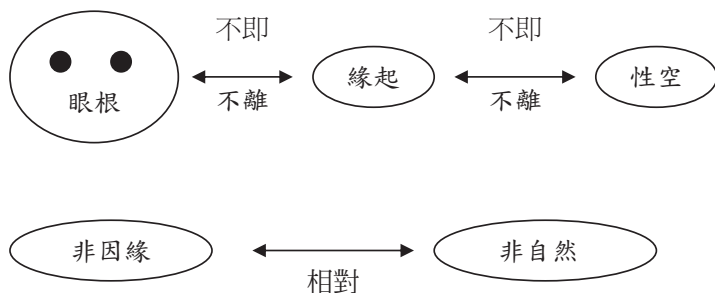 不即 不即
眼根 不離 緣起 不離 性空
非因緣 非自然
相對